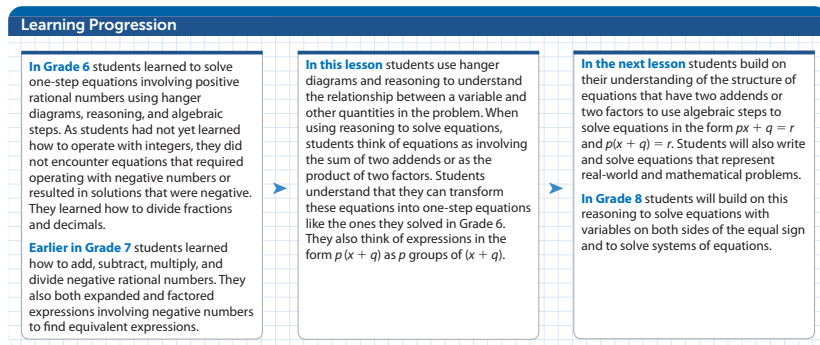 Learning Progression
In Grade 6 students learned to solve
one-step equations involving positive
rational numbers using hanger
diagrams, reasoning, and algebraic
steps. As students had not yet learned
how to operate with integers, they did
not encounter equations that required
operating with negative numbers or
resulted in solutions that were negative.
They learned how to divide fractions
and decimals.
Earlier in Grade 7 students learned
how to add, subtract, multiply, and
divide negative rational numbers. They
also both expanded and factored
expressions involving negative numbers
to find equivalent expressions.
In this lesson students use hanger
diagrams and reasoning to understand
the relationship between a variable and
other quantities in the problem. When
using reasoning to solve equations,
students think of equations as involving
the sum of two addends or as the
product of two factors. Students
understand that they can transform
these equations into one-step equations
like the ones they solved in Grade 6.
They also think of expressions in the
form p(x + q) as p groups of (x + q).
In the next lesson students build on
their understanding of the structure of
equations that have two addends or
two factors to use algebraic steps to
solve equations in the form px + q = r
and p(x + q) = r. Students will also write
and solve equations that represent
real-world and mathematical problems.
In Grade 8 students will build on this
reasoning to solve equations with
variables on both sides of the equal sign
and to solve systems of equations.